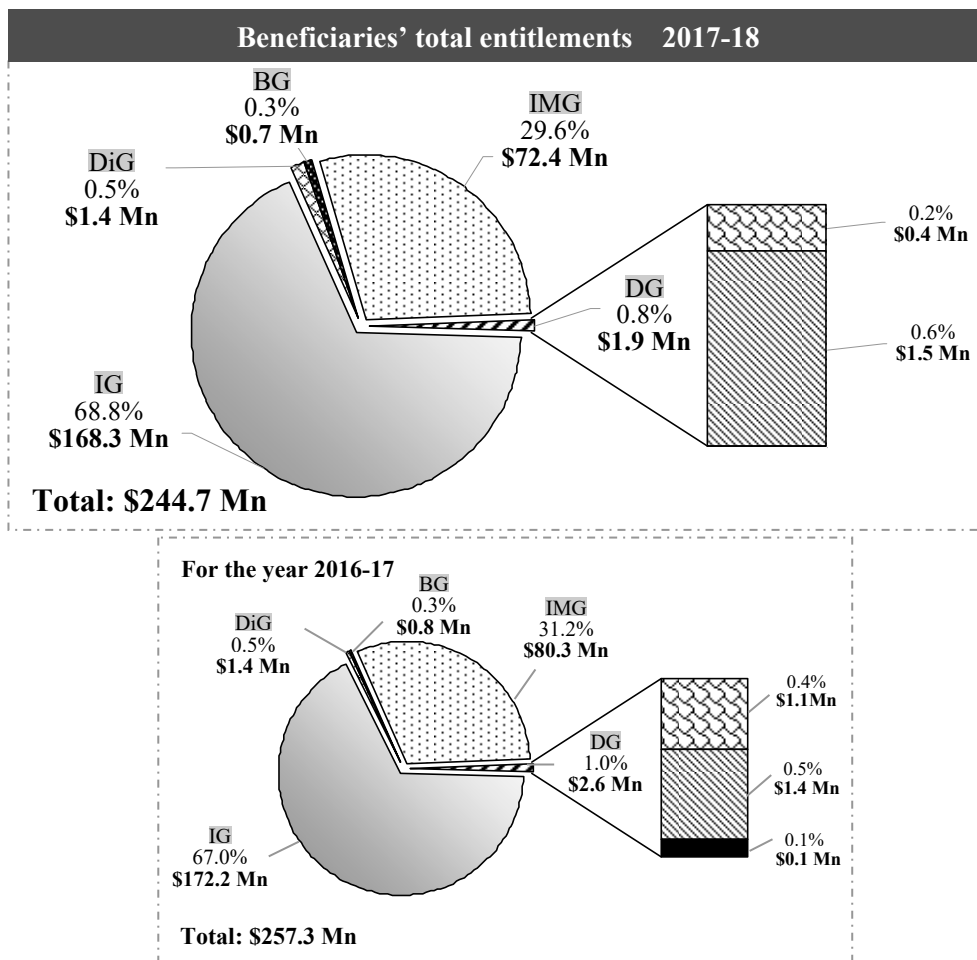 Beneficiaries’ total entitlements 2017-18
BG
0.3%
$0.7 Mn
IMG
29.6%
$72.4 Mn
DiG
0.5%
$1.4 Mn
DG
0.8%
$1.9 Mn
0.2%
$0.4 Mn
0.6%
$1.5 Mn
IG
68.8%
$168.3 Mn
Total: $244.7 Mn
For the year 2016-17
BG
0.3%
$0.8 Mn
DiG
0.5%
$1.4 Mn
IMG
31.2%
$80.3 Mn
DG
1.0%
$2.6 Mn
0.4%
$1.1Mn
0.5%
$1.4 Mn
0.1%
$0.1 Mn
IG
67.0%
$172.2 Mn
Total: $257.3 Mn